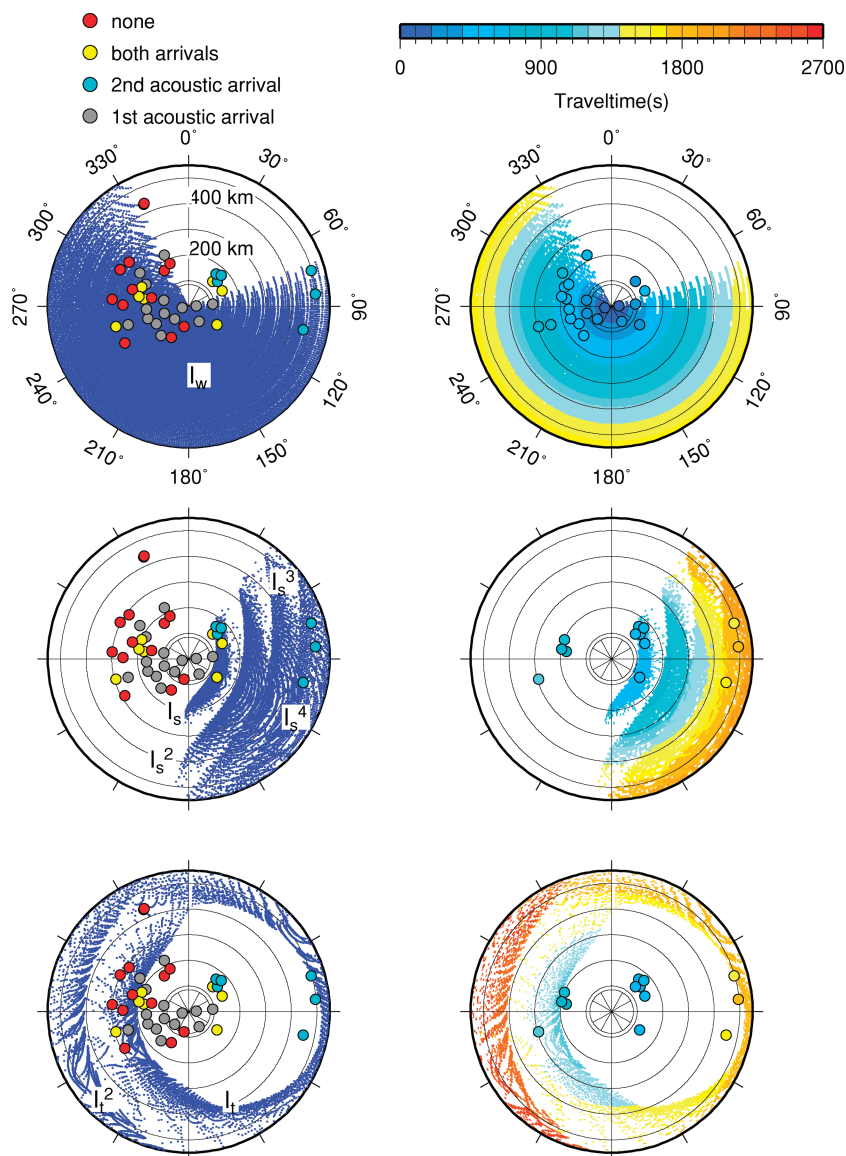 none
both arrivals
2nd acoustic arrival
1st acoustic arrival
0 900 1800 2700
Traveltime(s)
0°
30°
60°
90°
120°
150°
180°
210°
240°
270°
300°
330°
400 km
200 km
I_w
0°
30°
60°
90°
120°
150°
180°
210°
240°
270°
300°
330°
I_s^3
I_s
I_s^4
I_s^2
I_t^2
I_t